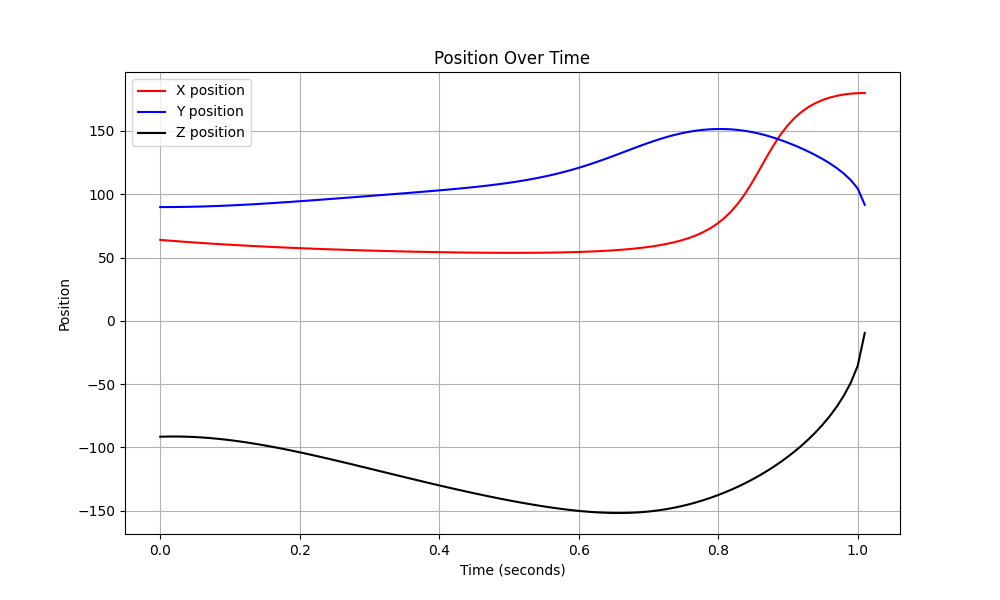 Position Over Time
X position
Y position
Z position
150
100
50
0
−50
−100
−150
Position
0.0 0.2 0.4 0.6 0.8 1.0
Time (seconds)